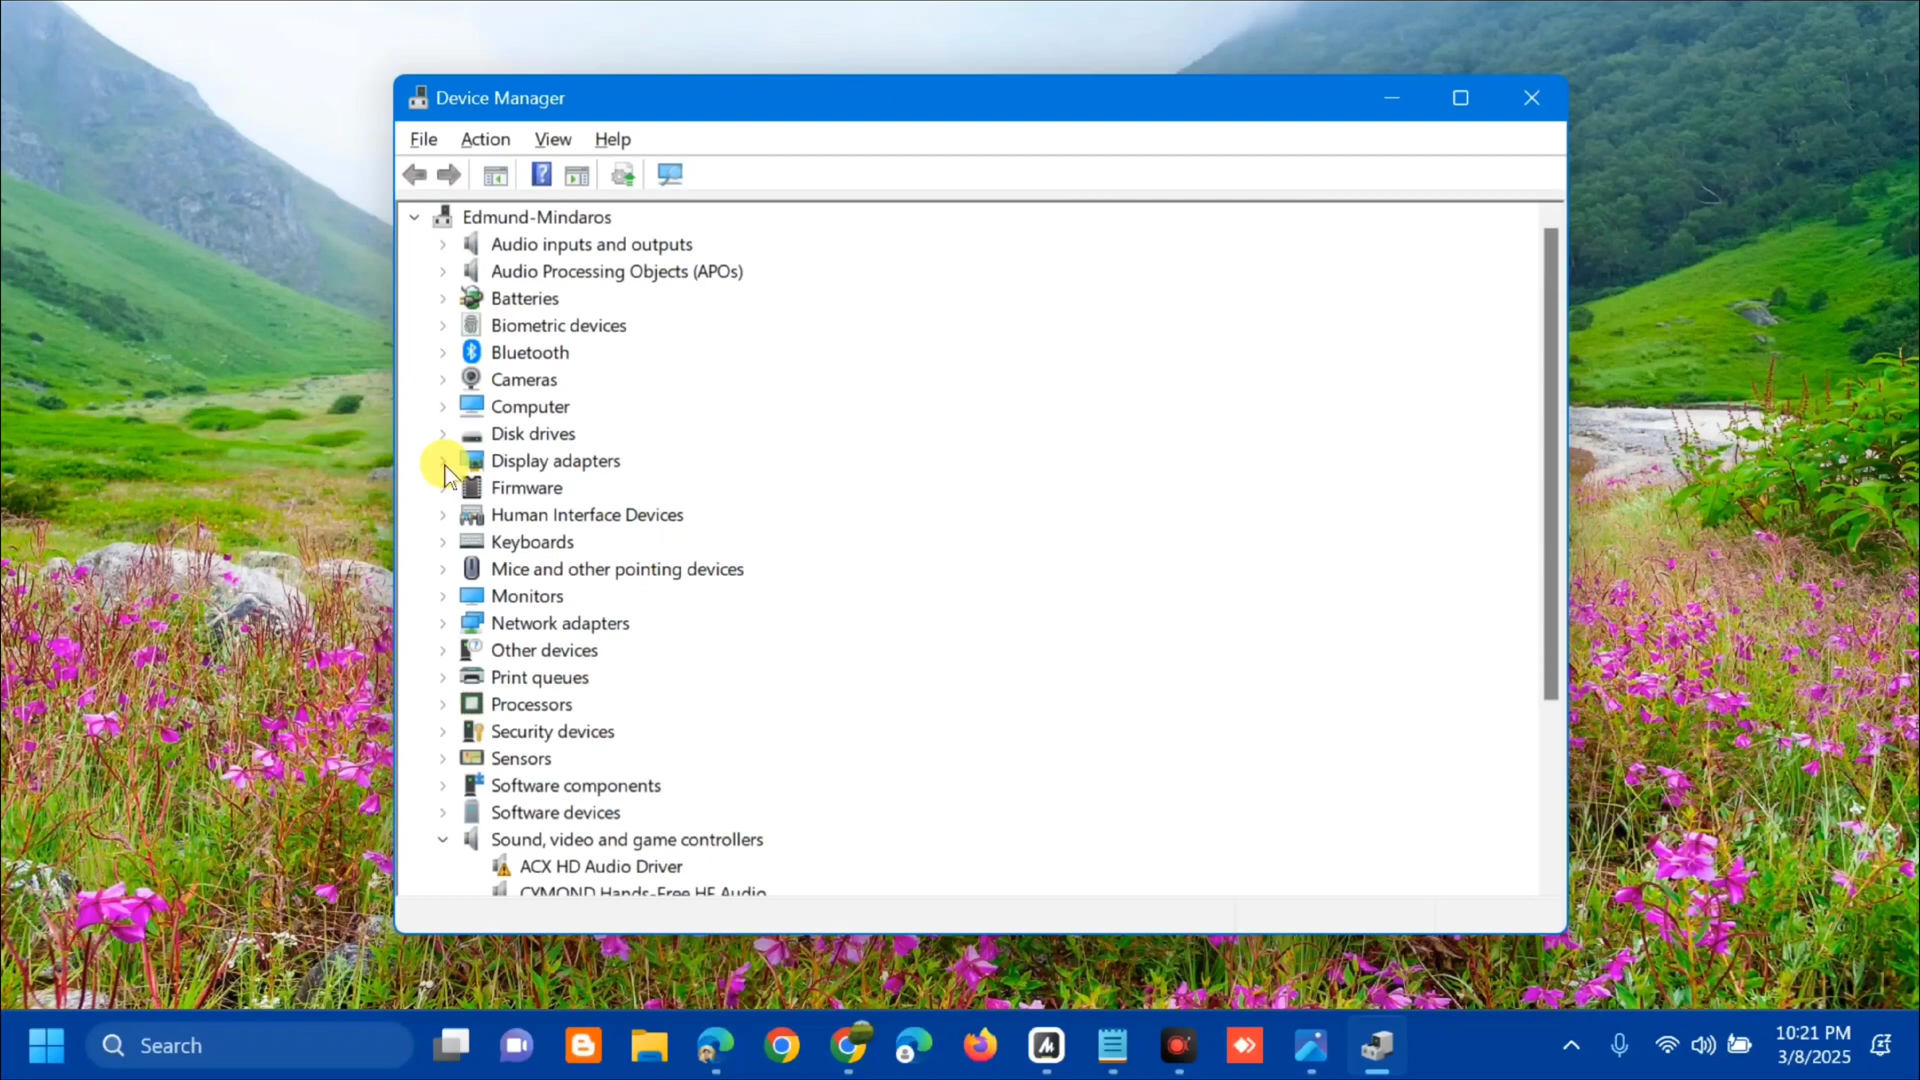 Device Manager
File Action View Help
Edmund-Mindaros
Audio inputs and outputs
Audio Processing Objects (APOs)
Batteries
Biometric devices
Bluetooth
Cameras
Computer
Disk drives
Display adapters
Firmware
Human Interface Devices
Keyboards
Mice and other pointing devices
Monitors
Network adapters
Other devices
Print queues
Processors
Security devices
Sensors
Software components
Software devices
Sound, video and game controllers
ACX HD Audio Driver
CYMOND Hands-Free HF Audio
Search
10:21 PM
3/8/2025